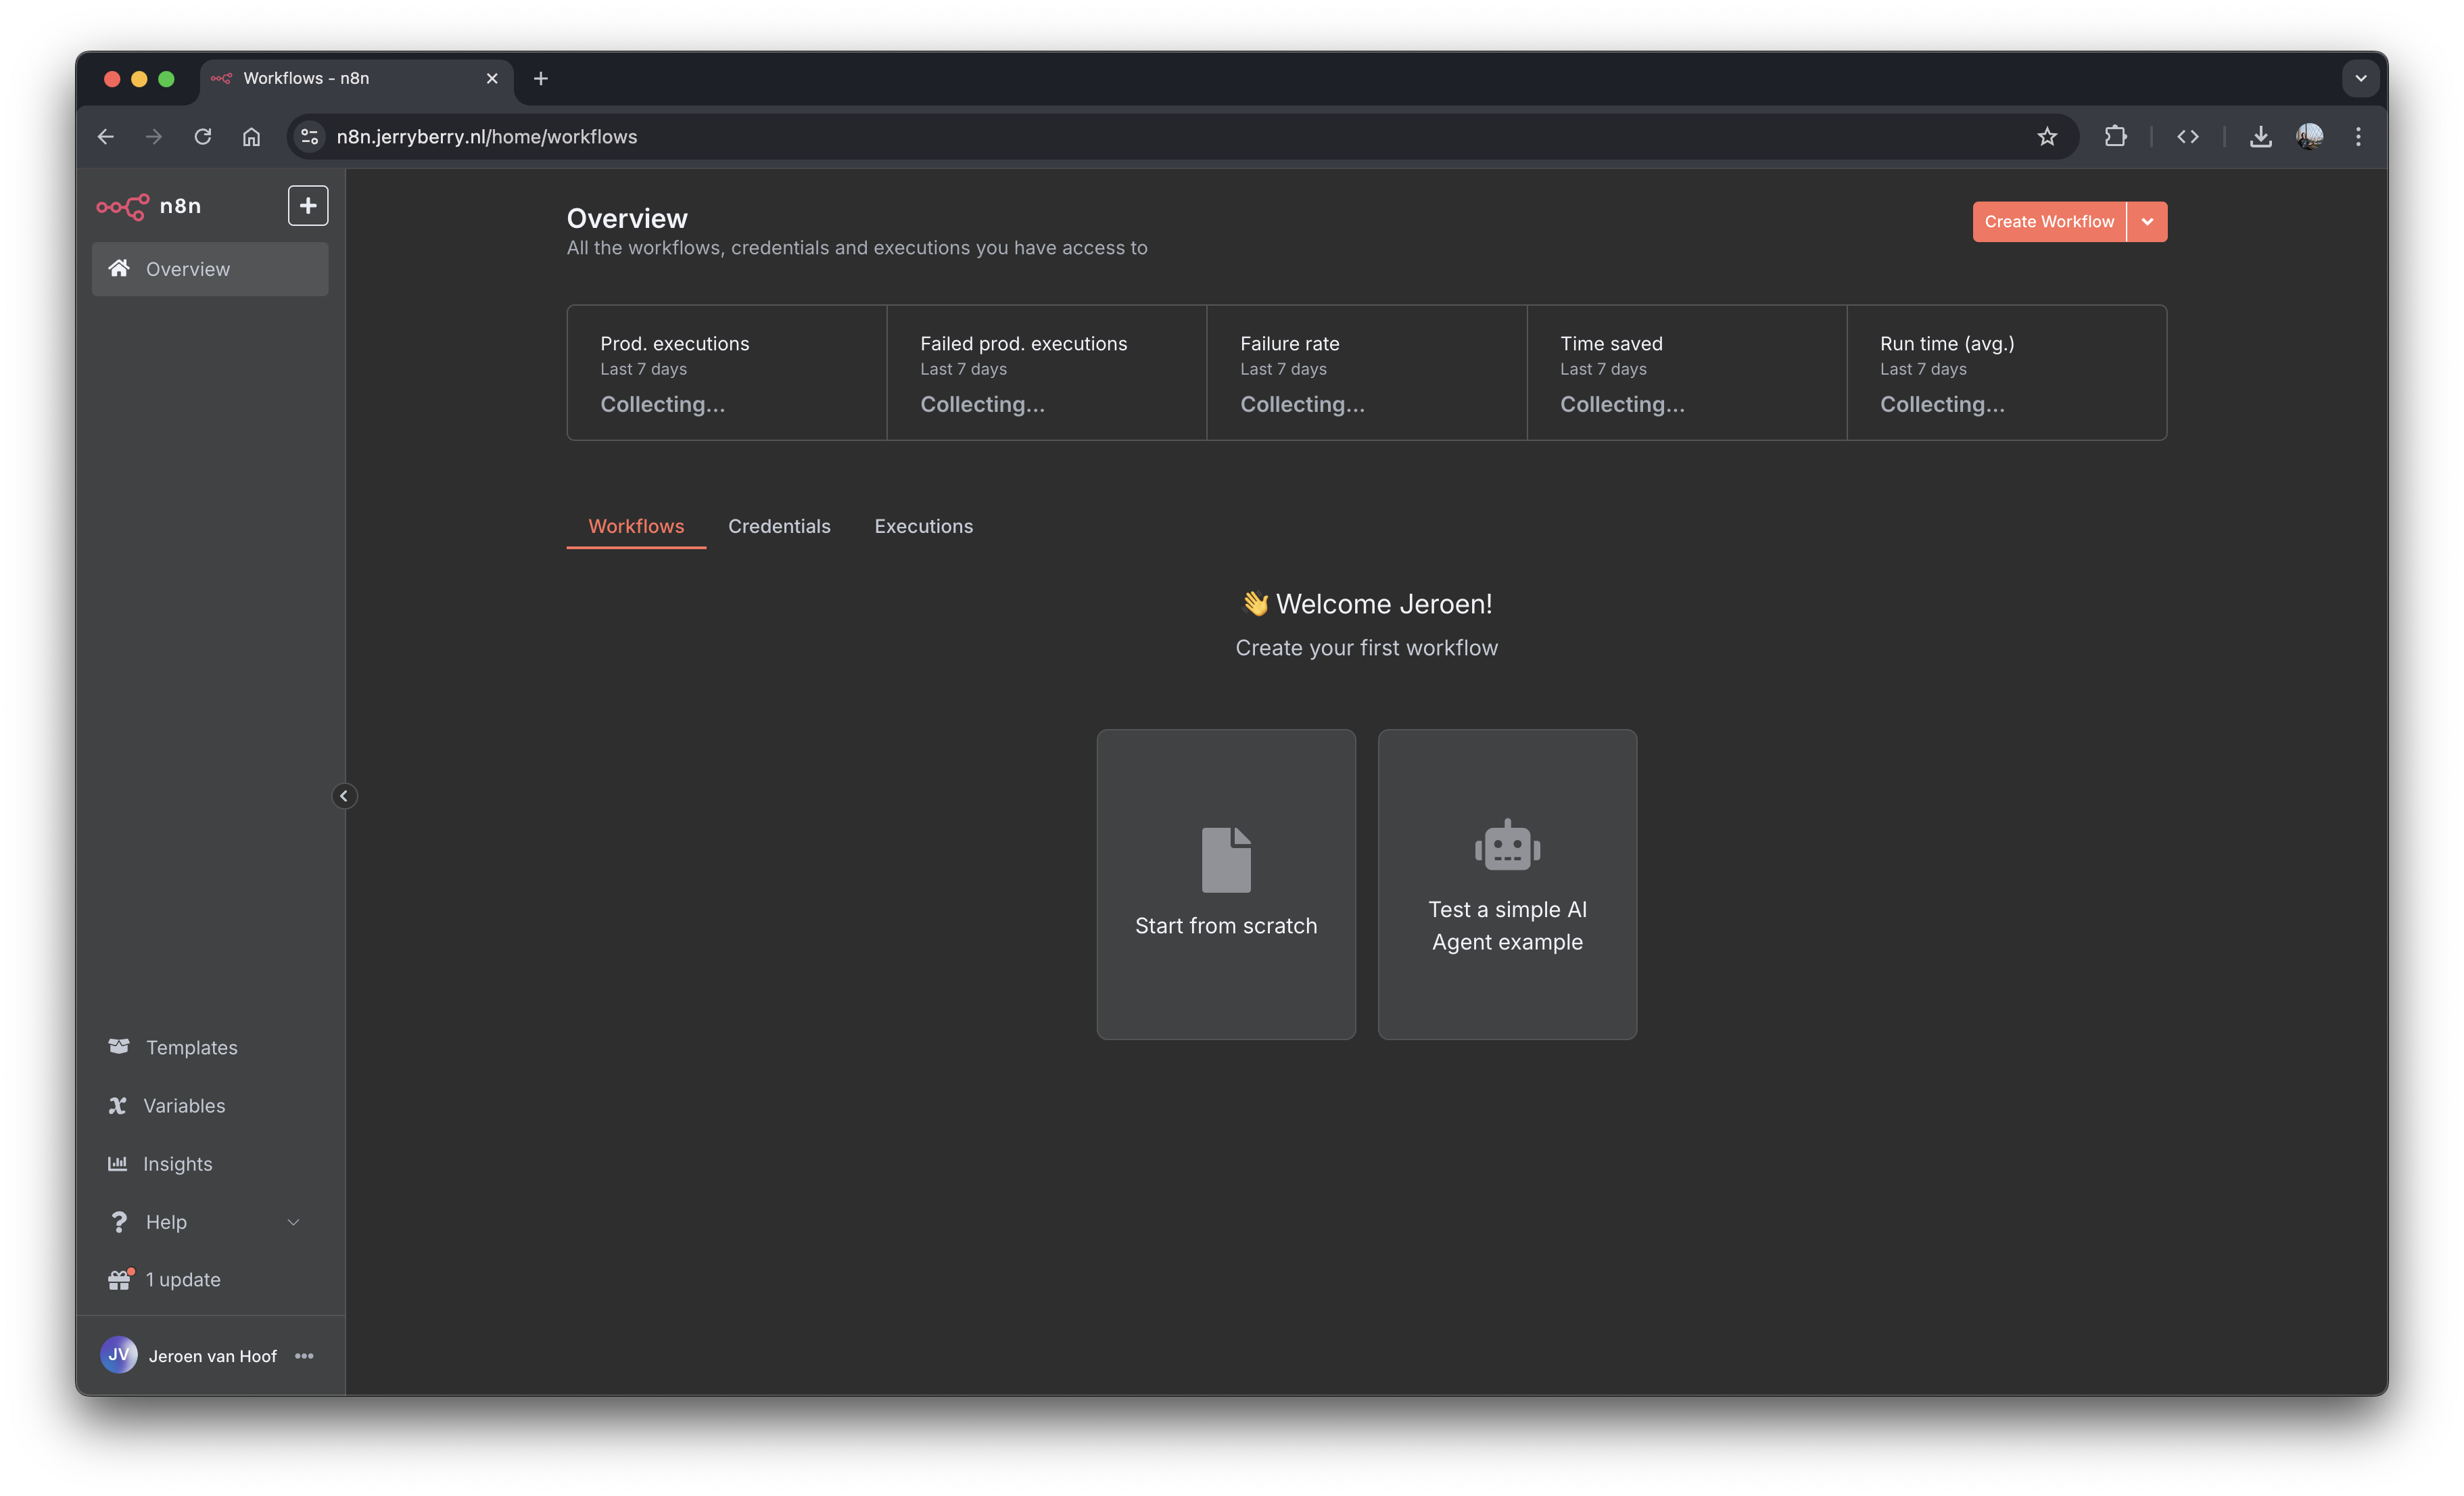 Workflows - n8n
n8n.jerryberry.nl/home/workflows
n8n
Overview
Templates
Variables
Insights
Help
1 update
JV Jeroen van Hoof
Overview
All the workflows, credentials and executions you have access to
Create Workflow
Prod. executions
Last 7 days
Collecting...
Failed prod. executions
Last 7 days
Collecting...
Failure rate
Last 7 days
Collecting...
Time saved
Last 7 days
Collecting...
Run time (avg.)
Last 7 days
Collecting...
Workflows Credentials Executions
👋 Welcome Jeroen!
Create your first workflow
Start from scratch
Test a simple AI
Agent example